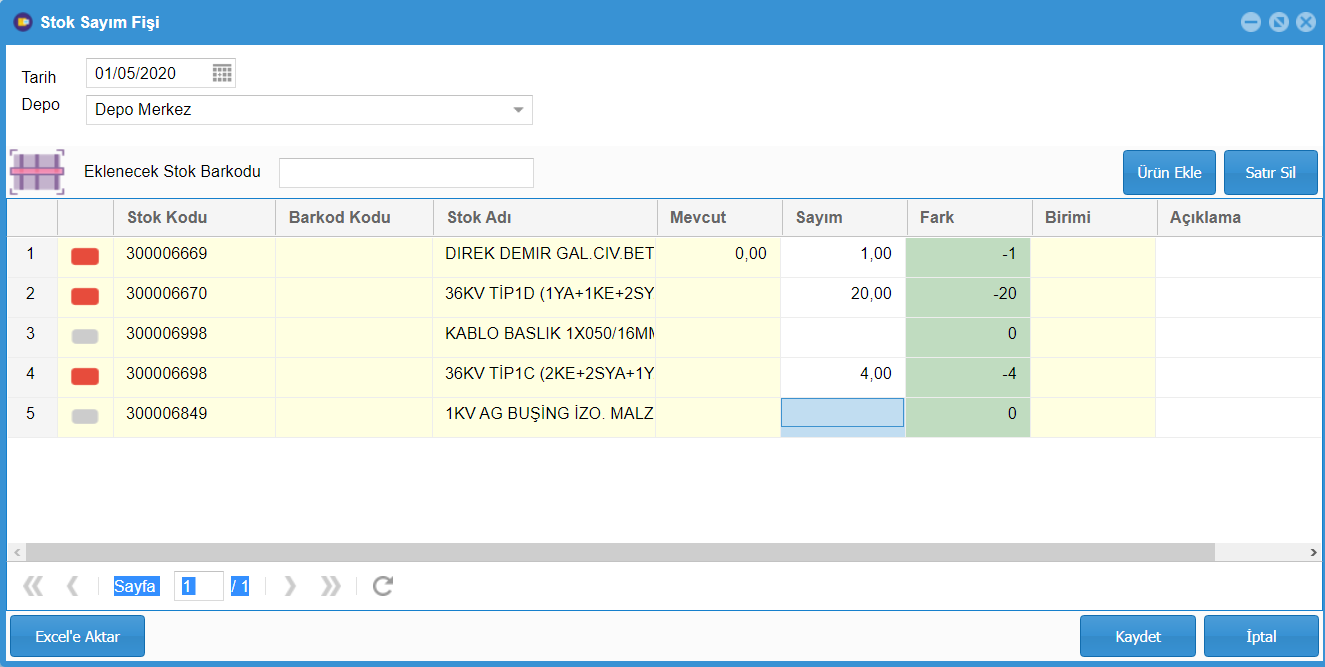 Stok Sayım Fişi
Tarih 01/05/2020
Depo Depo Merkez
Eklenecek Stok Barkodu Ürün Ekle Satır Sil
Stok Kodu Barkod Kodu Stok Adı Mevcut Sayım Fark Birimi Açıklama
1 300006669 DIREK DEMIR GAL.CIV.BET 0,00 1,00 -1
2 300006670 36KV TİP1D (1YA+1KE+2SY 20,00 -20
3 300006998 KABLO BASLIK 1X050/16MM 0
4 300006698 36KV TİP1C (2KE+2SYA+1Y 4,00 -4
5 300006849 1KV AG BUŞİNG İZO. MALZ 0
Sayfa 1 / 1
Excel'e Aktar Kaydet İptal